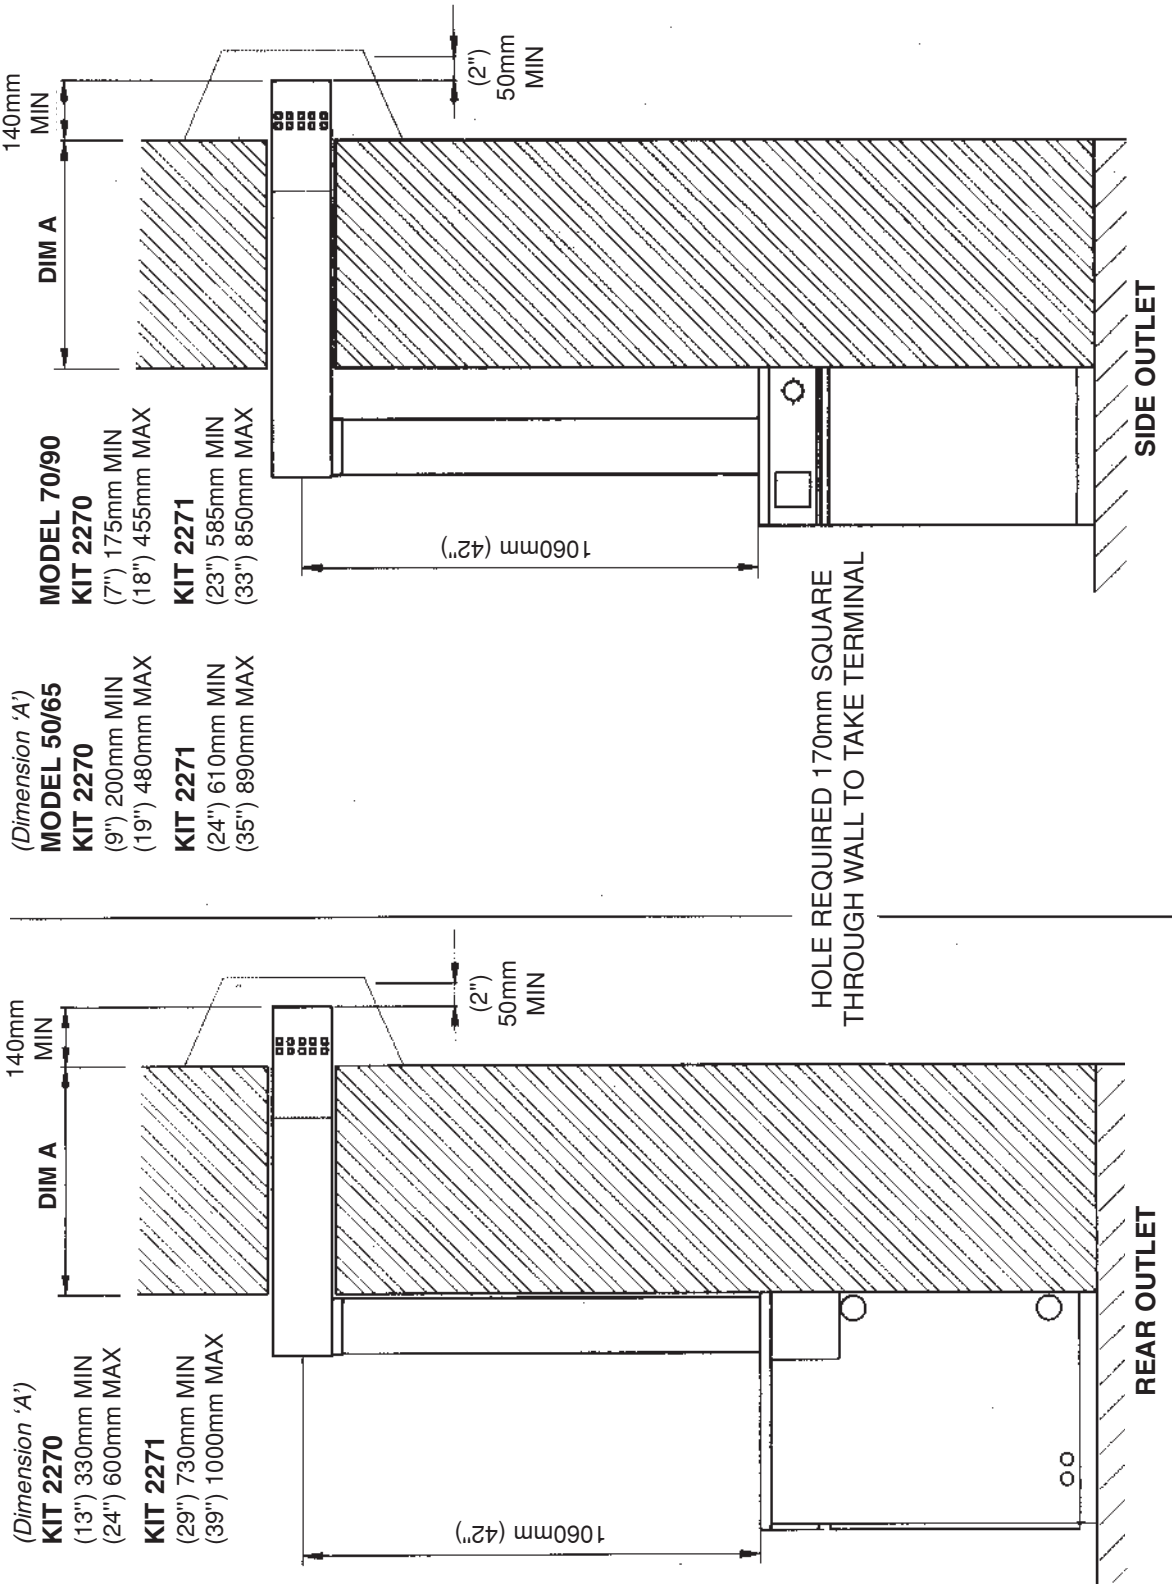 (Dimension 'A')
KIT 2270
(13") 330mm MIN
(24") 600mm MAX
KIT 2271
(29") 730mm MIN
(39") 1000mm MAX
DIM A
140mm
MIN
(2")
50mm
MIN
1060mm (42")
REAR OUTLET
HOLE REQUIRED 170mm SQUARE
THROUGH WALL TO TAKE TERMINAL
(Dimension 'A')
MODEL 50/65
KIT 2270
(9") 200mm MIN
(19") 480mm MAX
KIT 2271
(24") 610mm MIN
(35") 890mm MAX
MODEL 70/90
KIT 2270
(7") 175mm MIN
(18") 455mm MAX
KIT 2271
(23") 585mm MIN
(33") 850mm MAX
DIM A
140mm
MIN
(2")
50mm
MIN
1060mm (42")
SIDE OUTLET